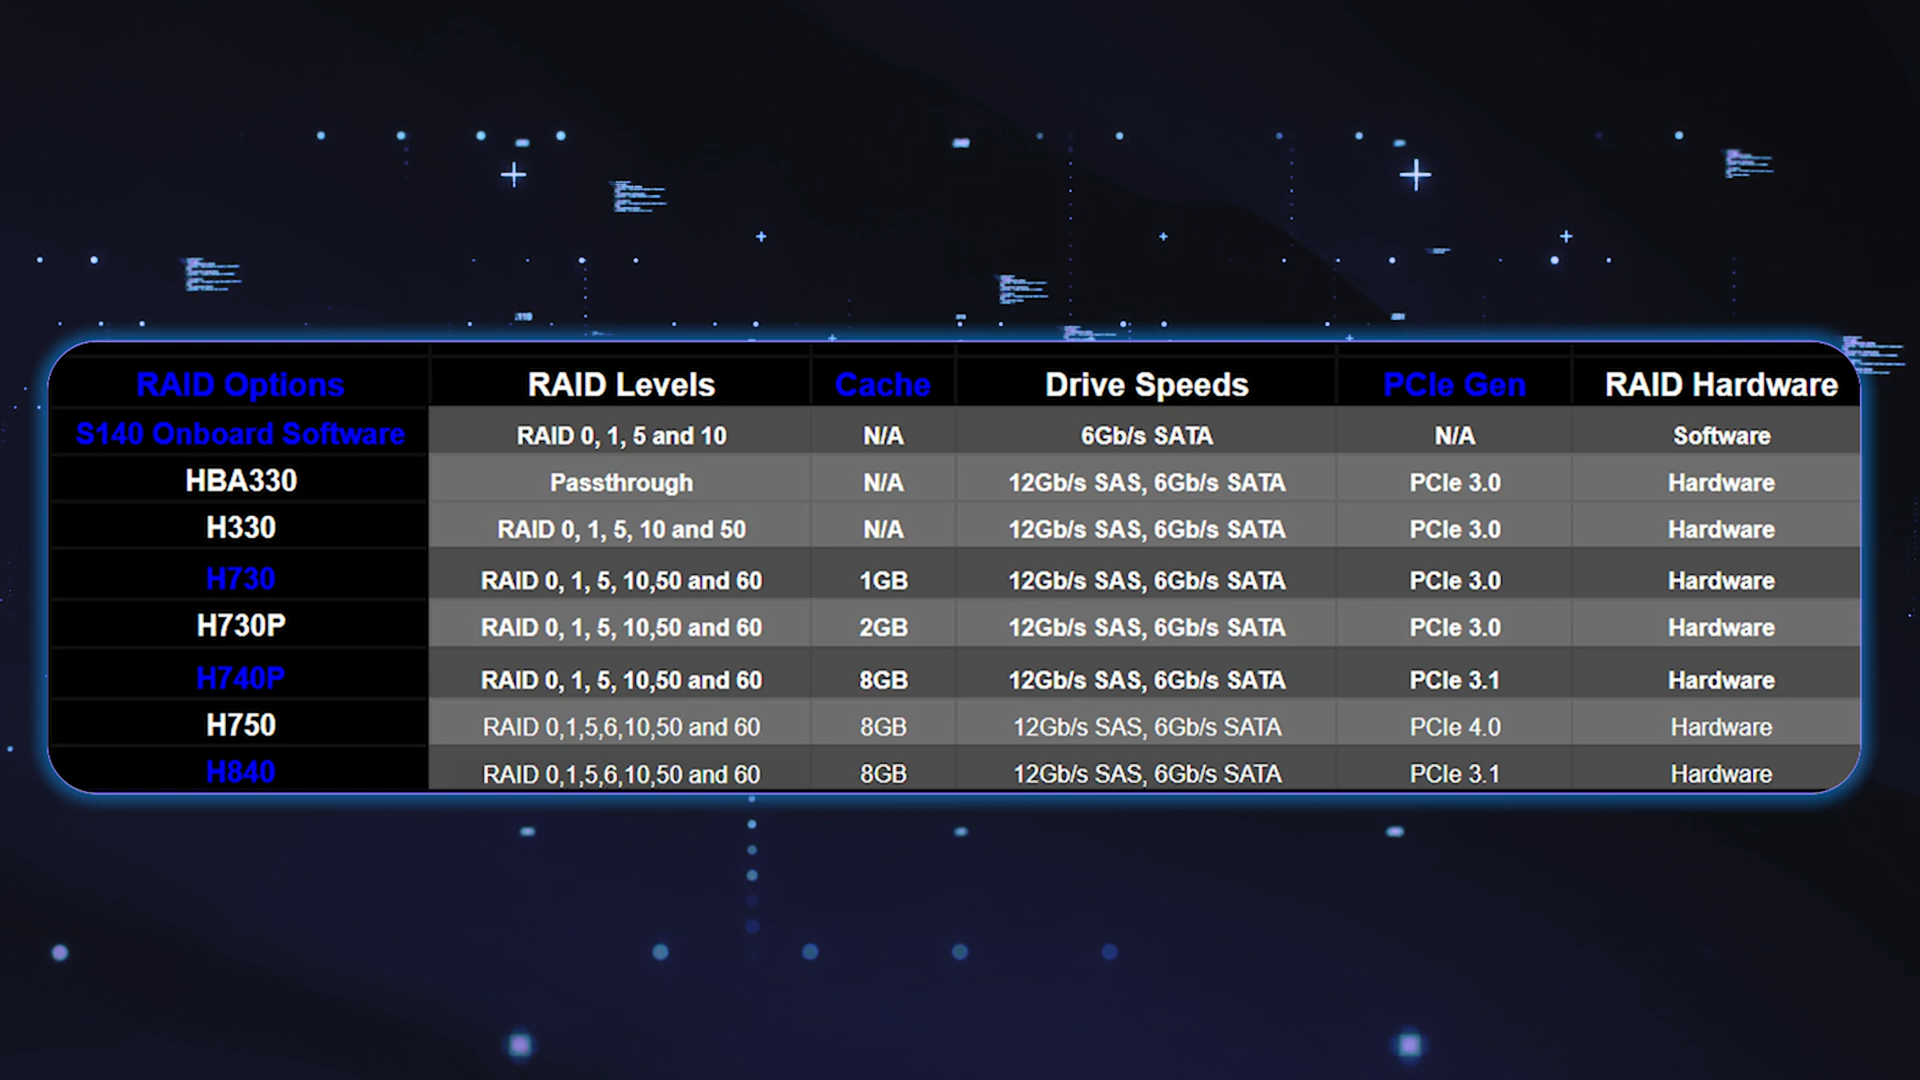 RAID Options RAID Levels Cache Drive Speeds PCIe Gen RAID Hardware
S140 Onboard Software RAID 0, 1, 5 and 10 N/A 6Gb/s SATA N/A Software
HBA330 Passthrough N/A 12Gb/s SAS, 6Gb/s SATA PCIe 3.0 Hardware
H330 RAID 0, 1, 5, 10 and 50 N/A 12Gb/s SAS, 6Gb/s SATA PCIe 3.0 Hardware
H730 RAID 0, 1, 5, 10,50 and 60 1GB 12Gb/s SAS, 6Gb/s SATA PCIe 3.0 Hardware
H730P RAID 0, 1, 5, 10,50 and 60 2GB 12Gb/s SAS, 6Gb/s SATA PCIe 3.0 Hardware
H740P RAID 0, 1, 5, 10,50 and 60 8GB 12Gb/s SAS, 6Gb/s SATA PCIe 3.1 Hardware
H750 RAID 0,1,5,6,10,50 and 60 8GB 12Gb/s SAS, 6Gb/s SATA PCIe 4.0 Hardware
H840 RAID 0,1,5,6,10,50 and 60 8GB 12Gb/s SAS, 6Gb/s SATA PCIe 3.1 Hardware